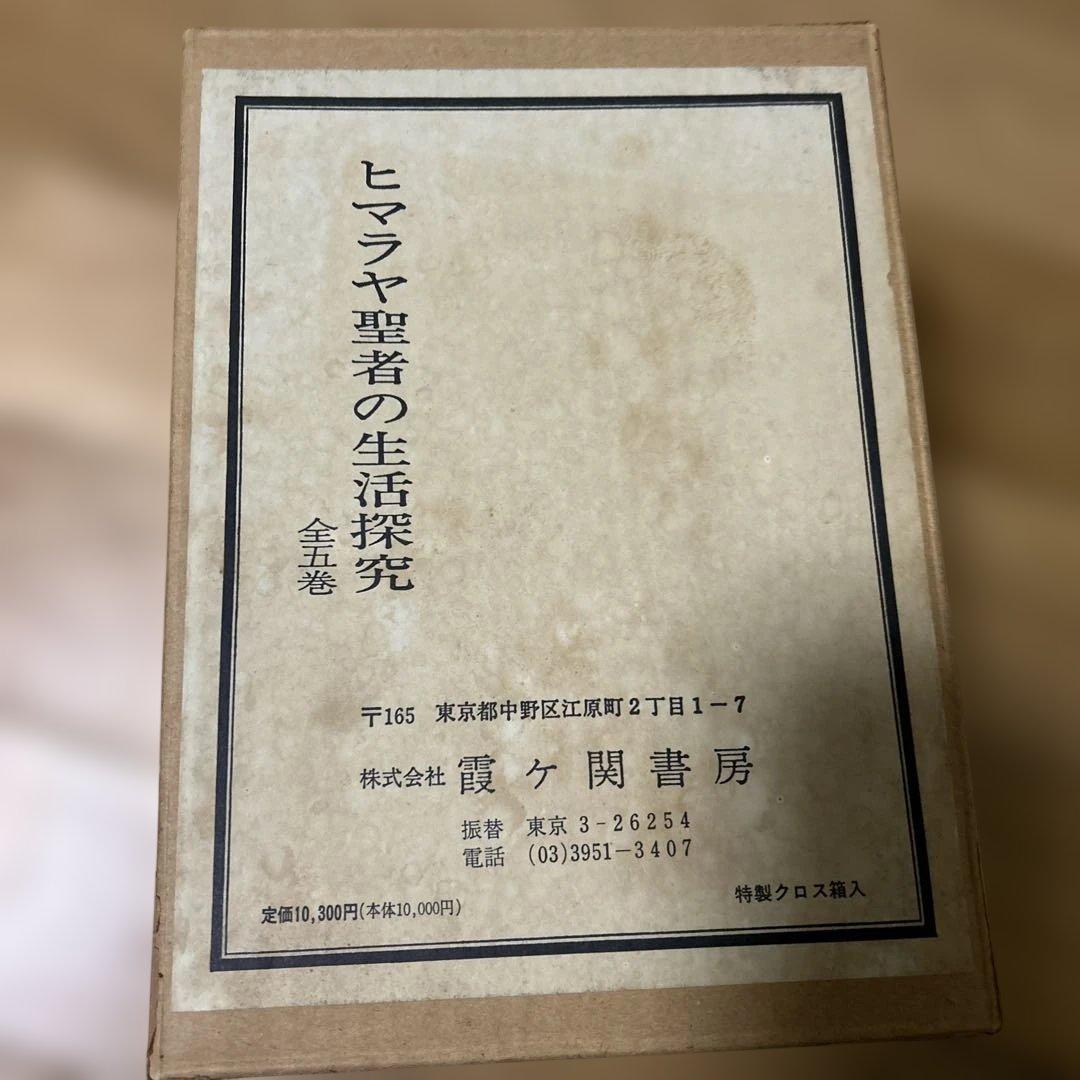 ヒマラヤ聖者の生活探究
全五巻
〒165 東京都中野区江原町2丁目1-7
株式会社 霞ヶ関書房
振替 東京 3-26254
電話 (03)3951-3407
特製クロス箱入
定価10,300円(本体10,000円)